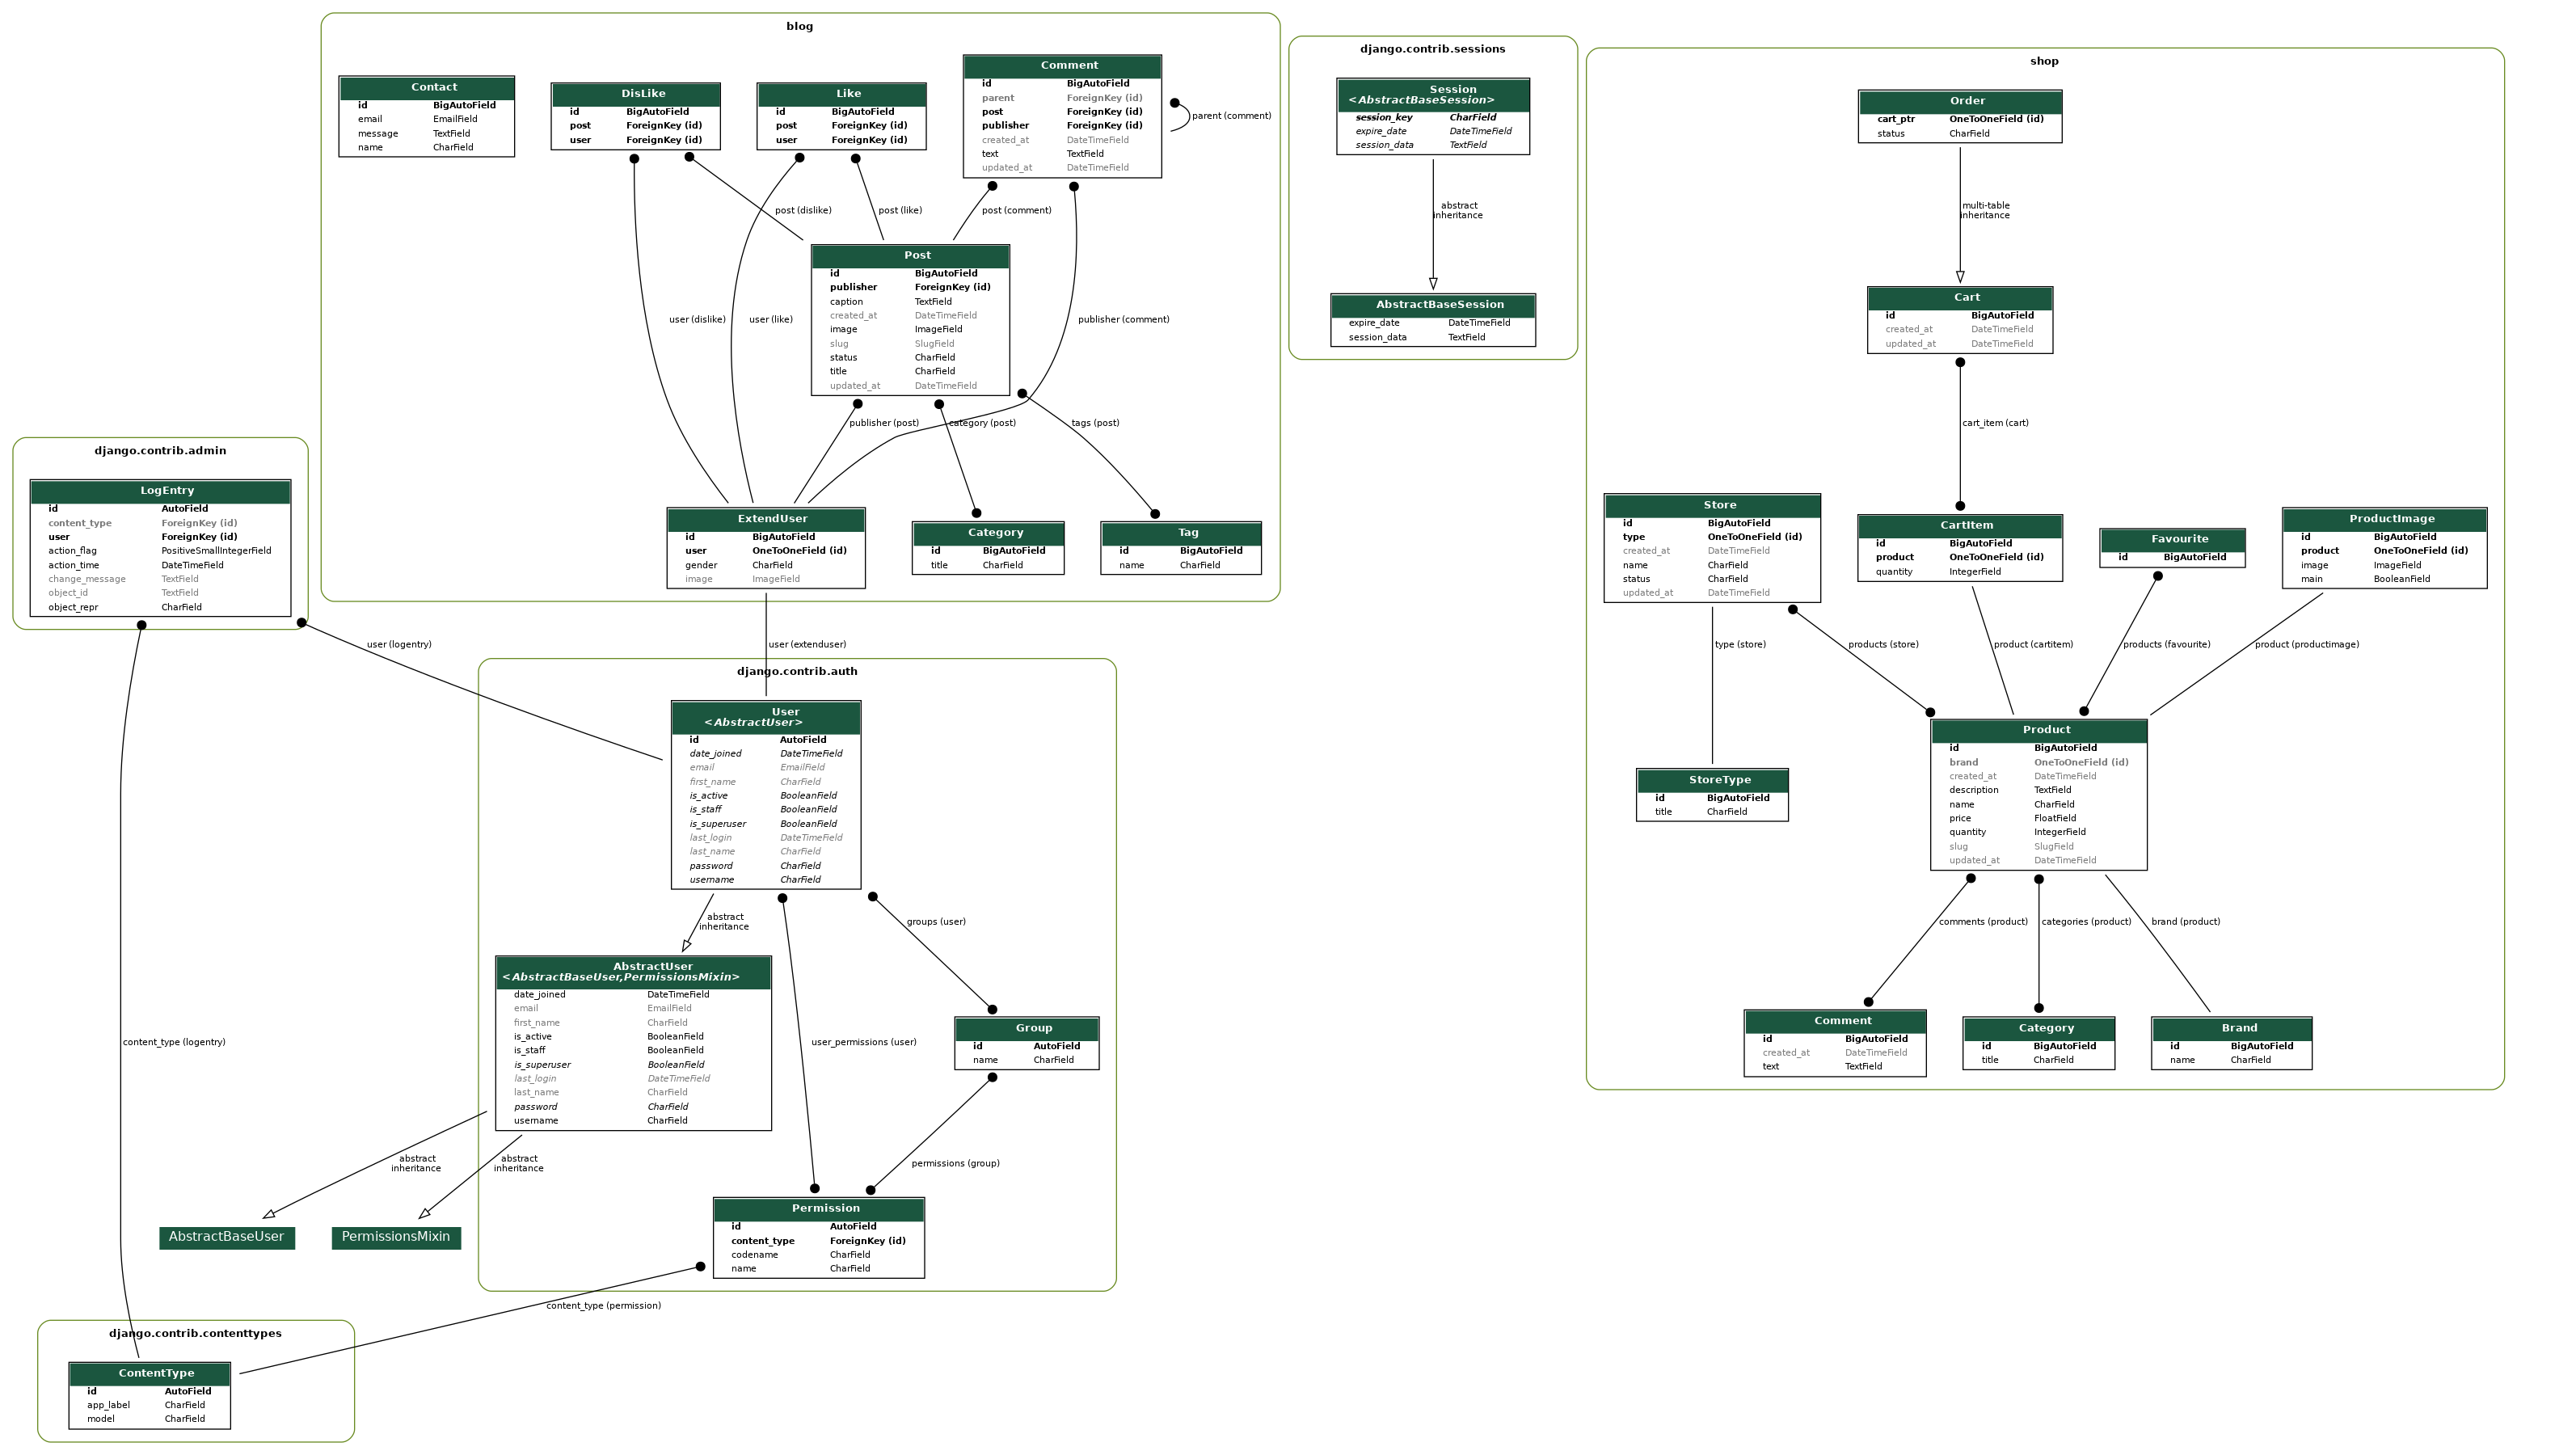 blog
Contact
id BigAutoField
email EmailField
message TextField
name CharField
DisLike
id BigAutoField
post ForeignKey (id)
user ForeignKey (id)
Like
id BigAutoField
post ForeignKey (id)
user ForeignKey (id)
Comment
id BigAutoField
parent ForeignKey (id)
post ForeignKey (id)
publisher ForeignKey (id)
created_at DateTimeField
text TextField
updated_at DateTimeField
parent (comment)
post (dislike)
post (like)
post (comment)
Post
id BigAutoField
publisher ForeignKey (id)
caption TextField
created_at DateTimeField
image ImageField
slug SlugField
status CharField
title CharField
updated_at DateTimeField
user (dislike)
user (like)
publisher (comment)
publisher (post)
category (post)
tags (post)
ExtendUser
id BigAutoField
user OneToOneField (id)
gender CharField
image ImageField
Category
id BigAutoField
title CharField
Tag
id BigAutoField
name CharField
django.contrib.sessions
Session
<AbstractBaseSession>
session_key CharField
expire_date DateTimeField
session_data TextField
abstract
inheritance
AbstractBaseSession
expire_date DateTimeField
session_data TextField
shop
Order
cart_ptr OneToOneField (id)
status CharField
multi-table
inheritance
Cart
id BigAutoField
created_at DateTimeField
updated_at DateTimeField
cart_item (cart)
Store
id BigAutoField
type OneToOneField (id)
created_at DateTimeField
name CharField
status CharField
updated_at DateTimeField
CartItem
id BigAutoField
product OneToOneField (id)
quantity IntegerField
Favourite
id BigAutoField
ProductImage
id BigAutoField
product OneToOneField (id)
image ImageField
main BooleanField
type (store)
products (store)
product (cartitem)
products (favourite)
product (productimage)
StoreType
id BigAutoField
title CharField
Product
id BigAutoField
brand OneToOneField (id)
created_at DateTimeField
description TextField
name CharField
price FloatField
quantity IntegerField
slug SlugField
updated_at DateTimeField
comments (product)
categories (product)
brand (product)
Comment
id BigAutoField
created_at DateTimeField
text TextField
Category
id BigAutoField
title CharField
Brand
id BigAutoField
name CharField
django.contrib.admin
LogEntry
id AutoField
content_type ForeignKey (id)
user ForeignKey (id)
action_flag PositiveSmallIntegerField
action_time DateTimeField
change_message TextField
object_id TextField
object_repr CharField
user (logentry)
user (extenduser)
django.contrib.auth
User
<AbstractUser>
id AutoField
date_joined DateTimeField
email EmailField
first_name CharField
is_active BooleanField
is_staff BooleanField
is_superuser BooleanField
last_login DateTimeField
last_name CharField
password CharField
username CharField
abstract
inheritance
groups (user)
AbstractUser
<AbstractBaseUser,PermissionsMixin>
date_joined DateTimeField
email EmailField
first_name CharField
is_active BooleanField
is_staff BooleanField
is_superuser BooleanField
last_login DateTimeField
last_name CharField
password CharField
username CharField
content_type (logentry)
user_permissions (user)
Group
id AutoField
name CharField
abstract
inheritance
abstract
inheritance
permissions (group)
AbstractBaseUser
PermissionsMixin
Permission
id AutoField
content_type ForeignKey (id)
codename CharField
name CharField
content_type (permission)
django.contrib.contenttypes
ContentType
id AutoField
app_label CharField
model CharField